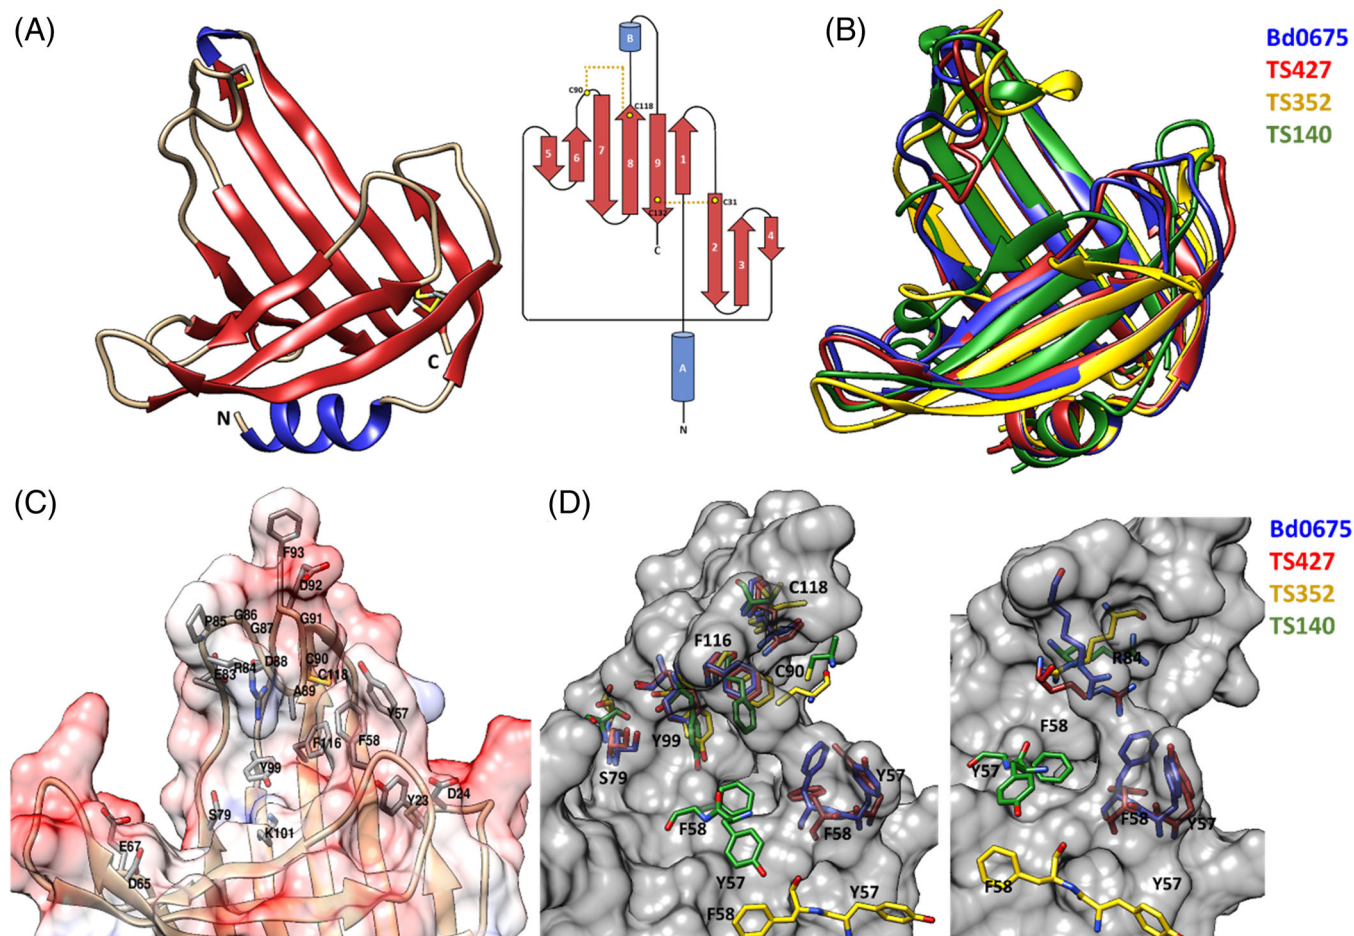 (A)
N
C
B
C90
C118
5
6
7
8
9
1
C132
C31
2
3
4
C
A
N
(B)
Bd0675
TS427
TS352
TS140
(C)
F93
D92
P85
G86
G87
G91
E83
R84
D88
C90
C118
A89
Y57
F116
F58
Y99
Y23
D24
S79
K101
E67
D65
(D)
C118
F116
C90
Y99
S79
Y57
F58
F58
Y57
F58
Y57
R84
F58
Y57
F58
Y57
F58
Y57
Bd0675
TS427
TS352
TS140